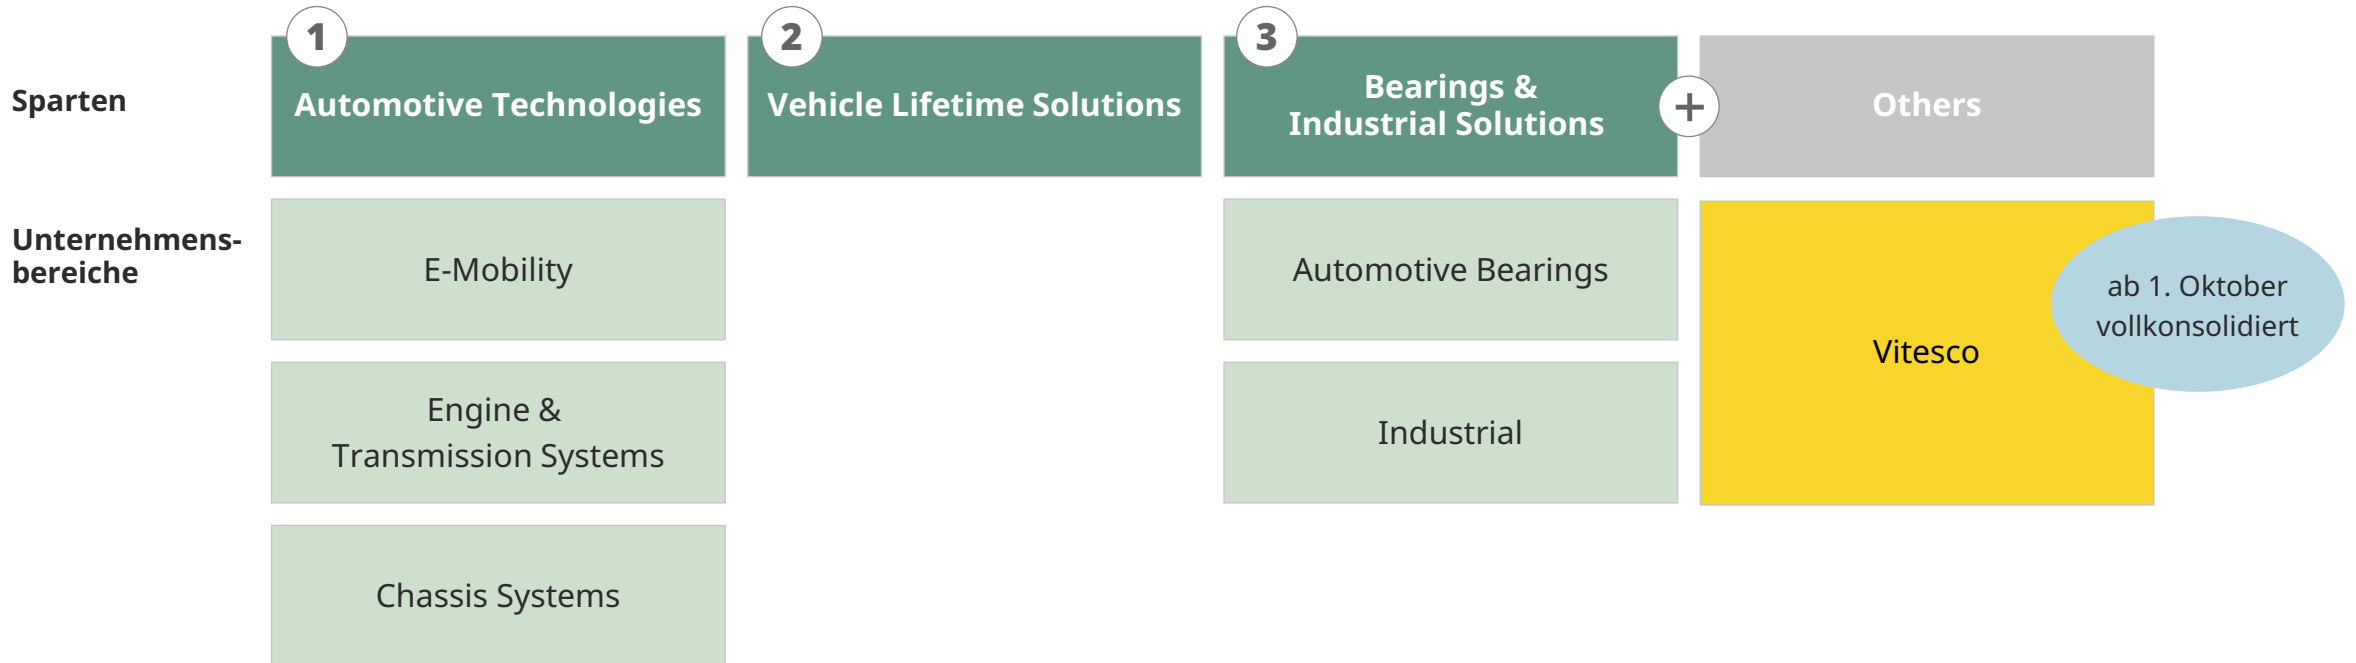 Sparten
1
Automotive Technologies
2
Vehicle Lifetime Solutions
3
Bearings &
Industrial Solutions
+
Others
Unternehmens-
bereiche
E-Mobility
Automotive Bearings
Vitesco
ab 1. Oktober
vollkonsolidiert
Engine &
Transmission Systems
Industrial
Chassis Systems